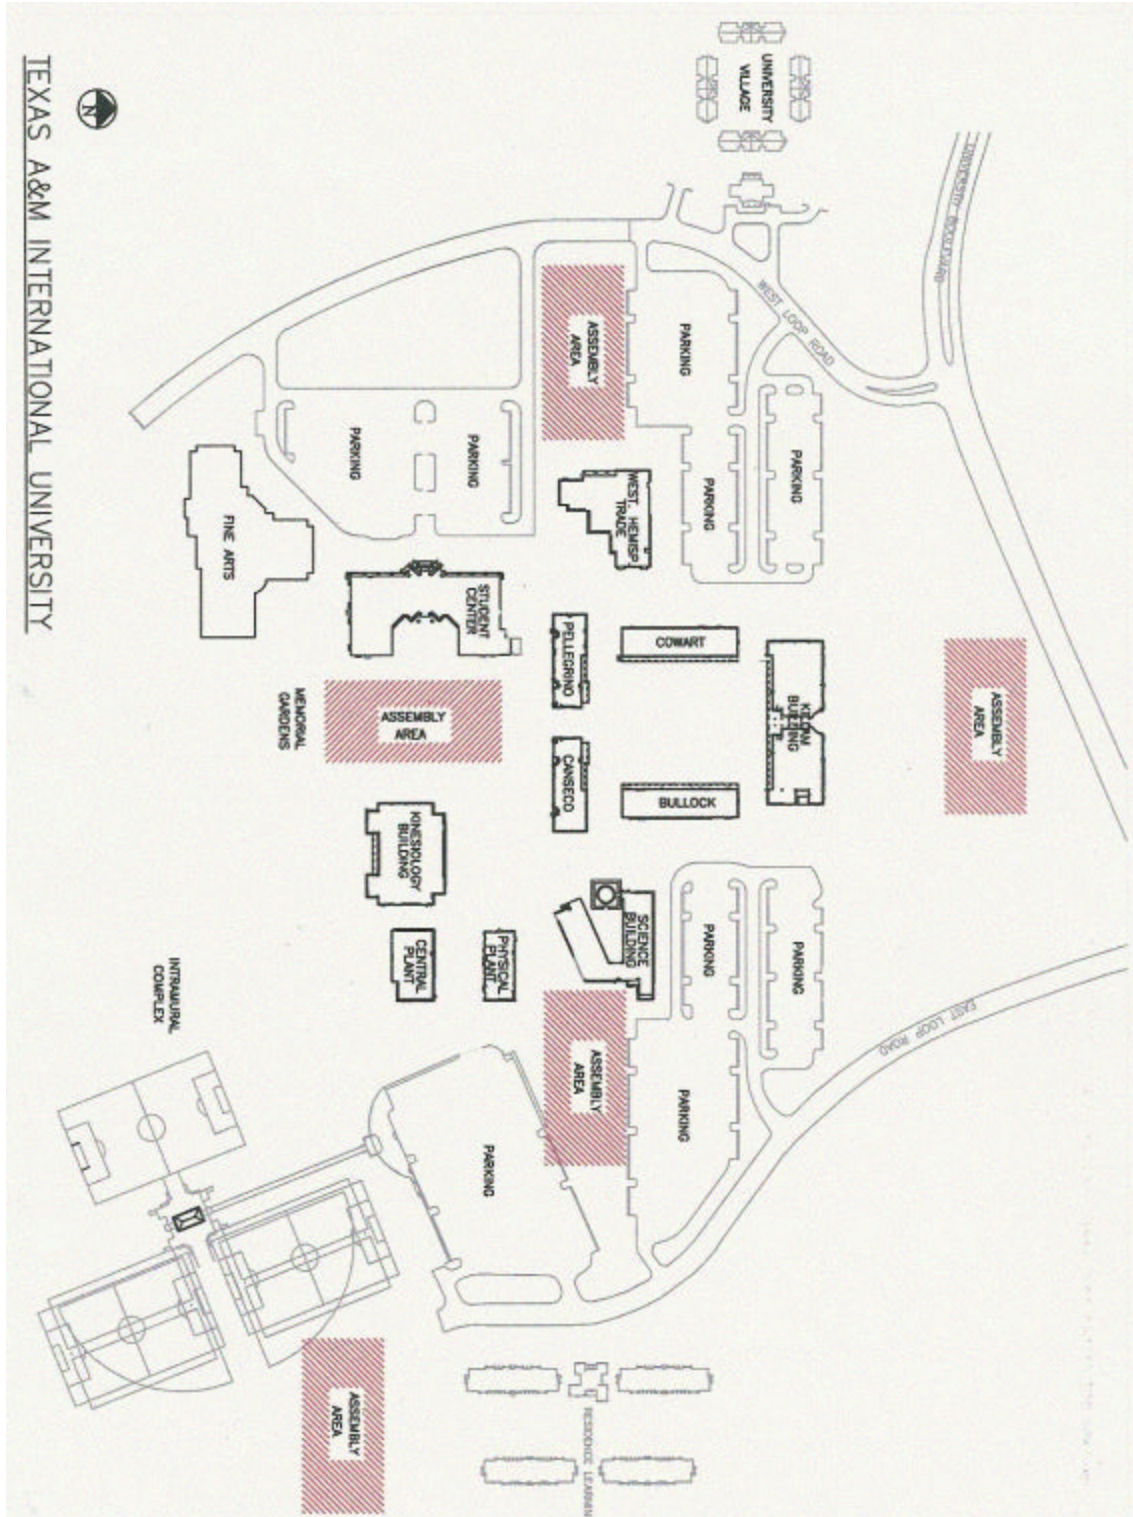 TEXAS A&M INTERNATIONAL UNIVERSITY
N
UNIVERSITY
VILLAGE
UNIVERSITY BOULEVARD
WEST LOOP ROAD
PARKING
ASSEMBLY
AREA
PARKING
PARKING
PARKING
PARKING
WEST. HEMISP
TRADE
FINE ARTS
STUDENT
CENTER
PELLEGRINO
COWART
KILLAM
BUILDING
ASSEMBLY
AREA
MEMORIAL
GARDENS
ASSEMBLY
AREA
CANSECO
BULLOCK
KINESIOLOGY
BUILDING
SCIENCE
BUILDING
PARKING
PARKING
CENTRAL
PLANT
PHYSICAL
PLANT
EAST LOOP ROAD
INTRAMURAL
COMPLEX
ASSEMBLY
AREA
PARKING
PARKING
ASSEMBLY
AREA
RESIDENCE LEARNIN